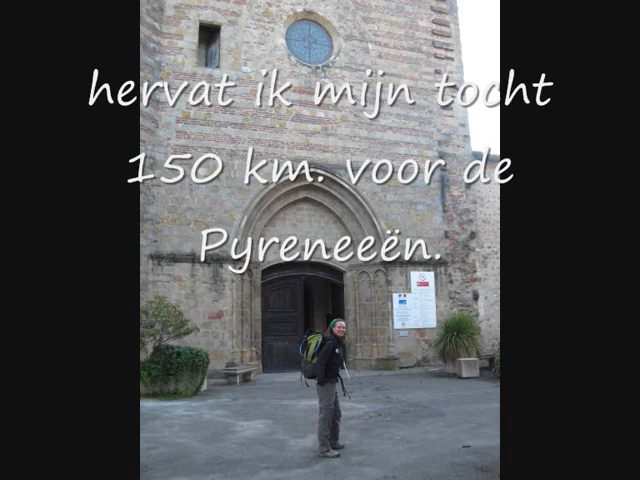 hervat ik mijn tocht
150 km. voor de
Pyreneeën.